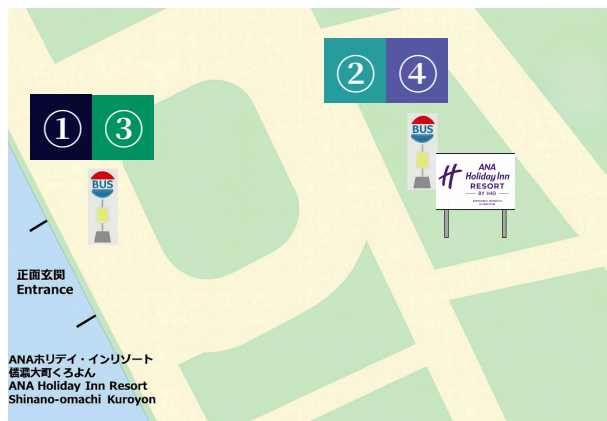 ② ④
① ③
BUS
BUS
ANA
Holiday Inn
RESORT
BY IHG
正面玄関
Entrance
ANAホリデイ・インリゾート
信濃大町くろよん
ANA Holiday Inn Resort
Shinano-omachi Kuroyon